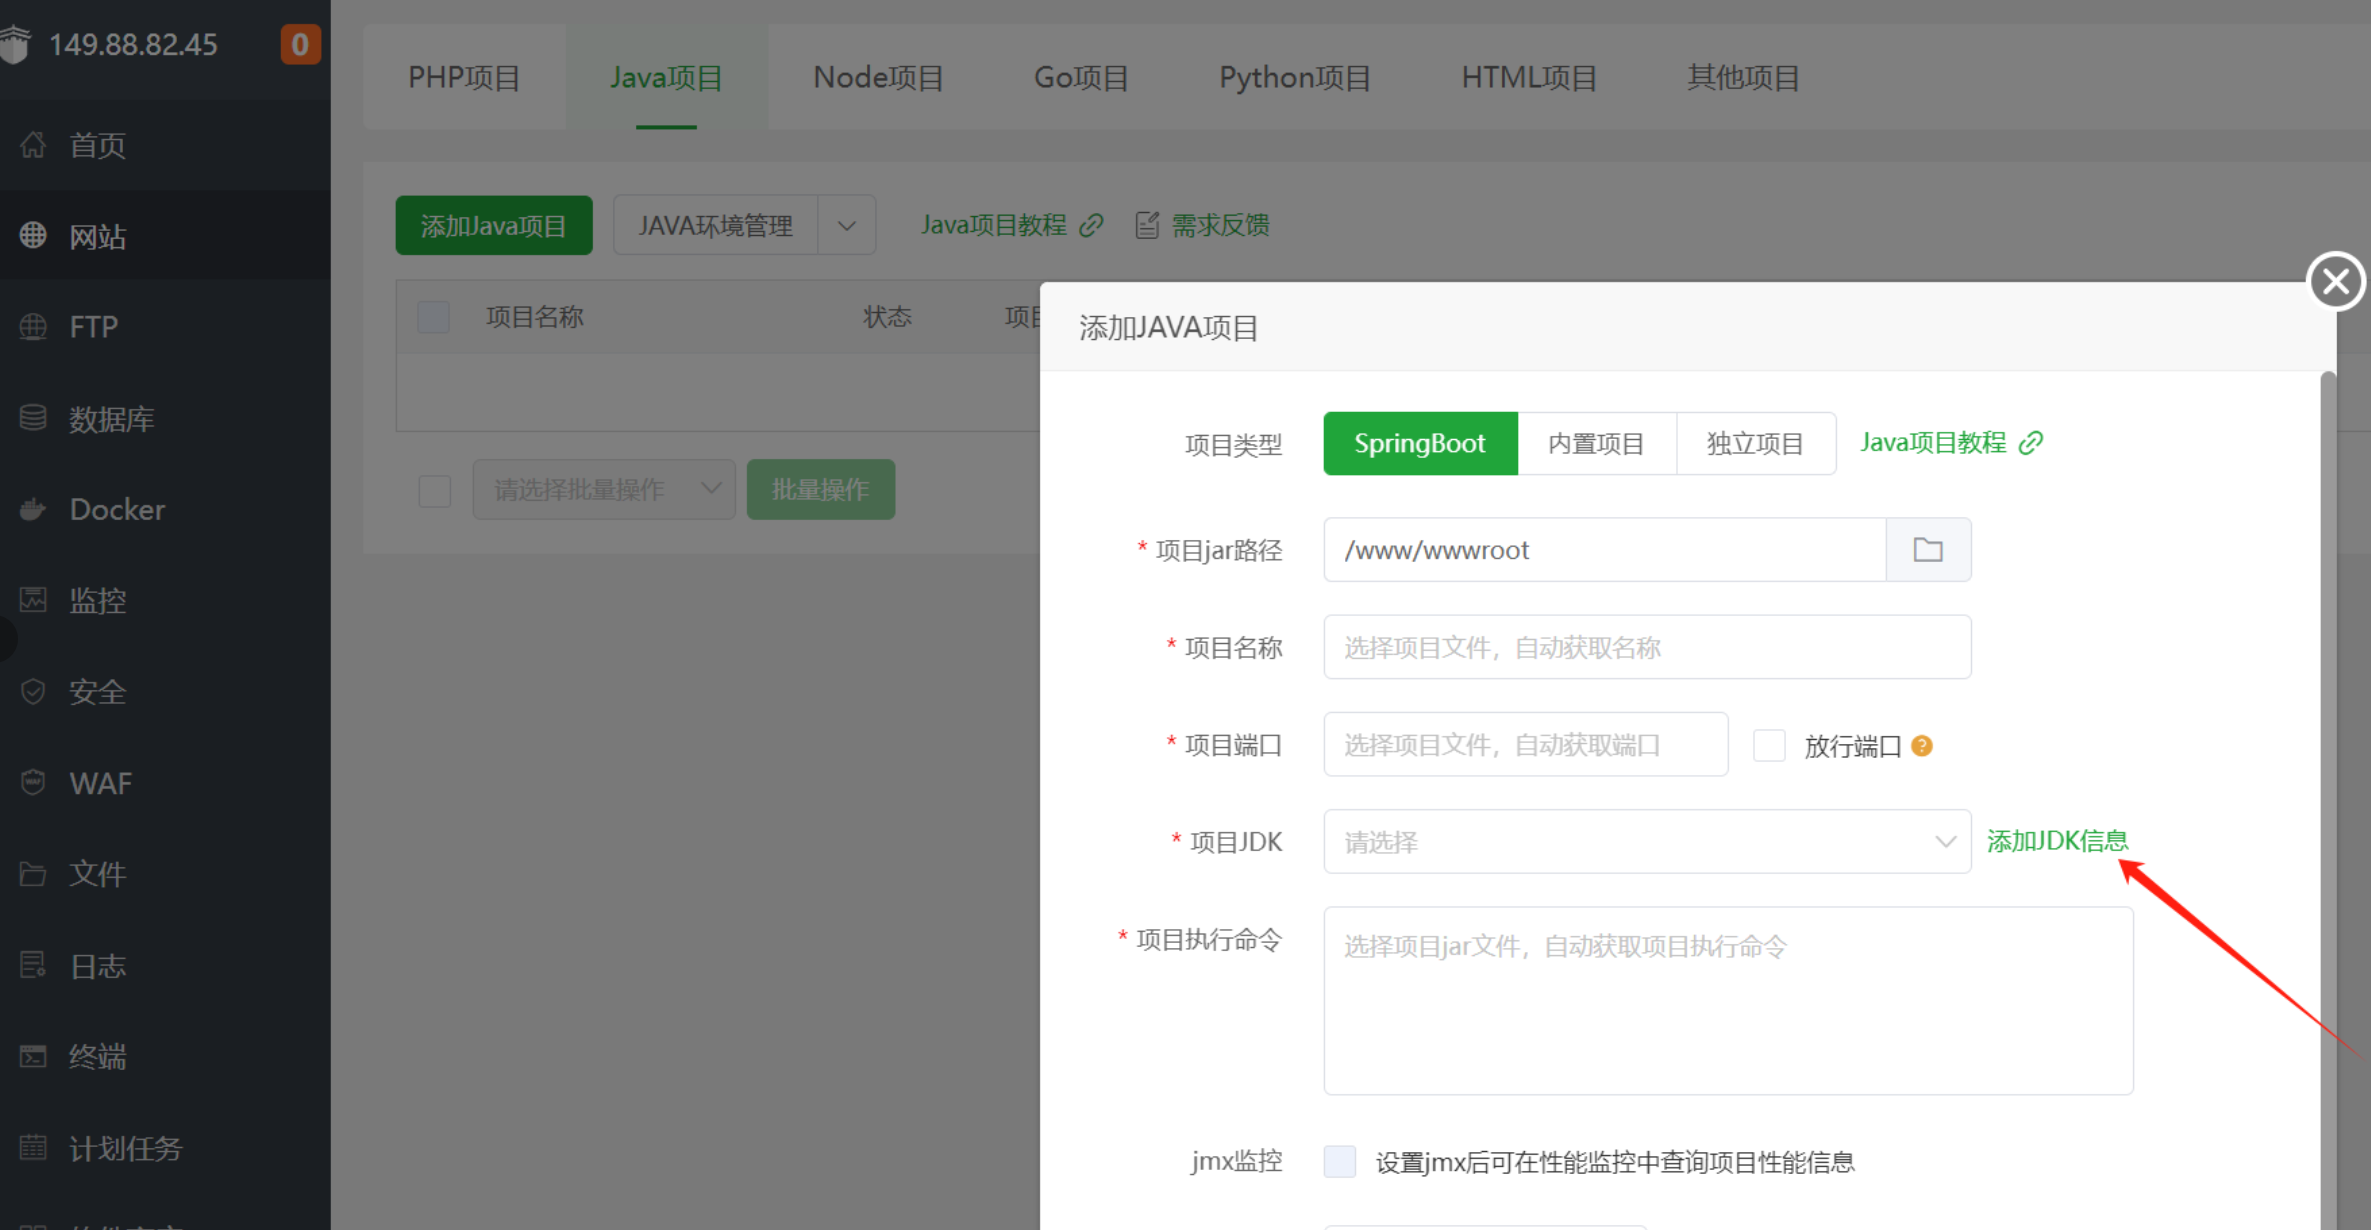 149.88.82.45
0
首页
网站
FTP
数据库
Docker
监控
安全
WAF
文件
日志
终端
计划任务
PHP项目
Java项目
Node项目
Go项目
Python项目
HTML项目
其他项目
添加Java项目
JAVA环境管理
Java项目教程
需求反馈
项目名称
状态
请选择批量操作
批量操作
添加JAVA项目
项目类型
SpringBoot
内置项目
独立项目
Java项目教程
* 项目jar路径
/www/wwwroot
* 项目名称
选择项目文件，自动获取名称
* 项目端口
选择项目文件，自动获取端口
放行端口
?
* 项目JDK
请选择
添加JDK信息
* 项目执行命令
选择项目jar文件，自动获取项目执行命令
jmx监控
设置jmx后可在性能监控中查询项目性能信息